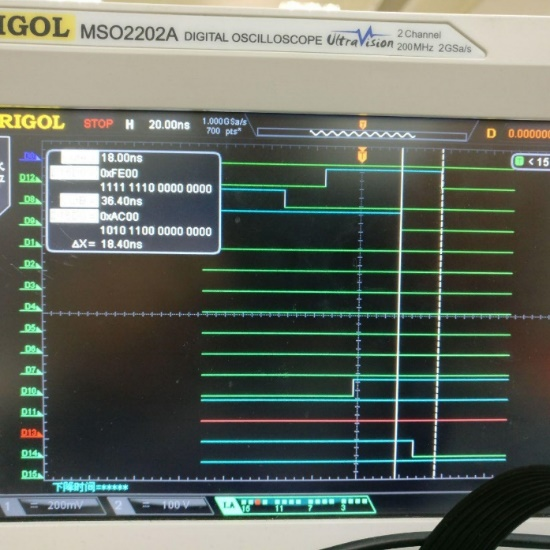 IGOL MSO2202A DIGITAL OSCILLOSCOPE UltraVision 2 Channel
200MHz 2GSa/s
RIGOL STOP H 20.00ns 1.000GSa/s
700 pts D 0.000000
< 15
18.00ns
0xFE00
1111 1110 0000 0000
36.40ns
0xAC00
1010 1100 0000 0000
ΔX= 18.40ns
D12
D8
D9
D1
D2
D3
D4
D5
D6
D7
D10
D11
D13
D14
D15
下降时间=*****
1 = 200mV 2 = 100V LA 15 11 7 3